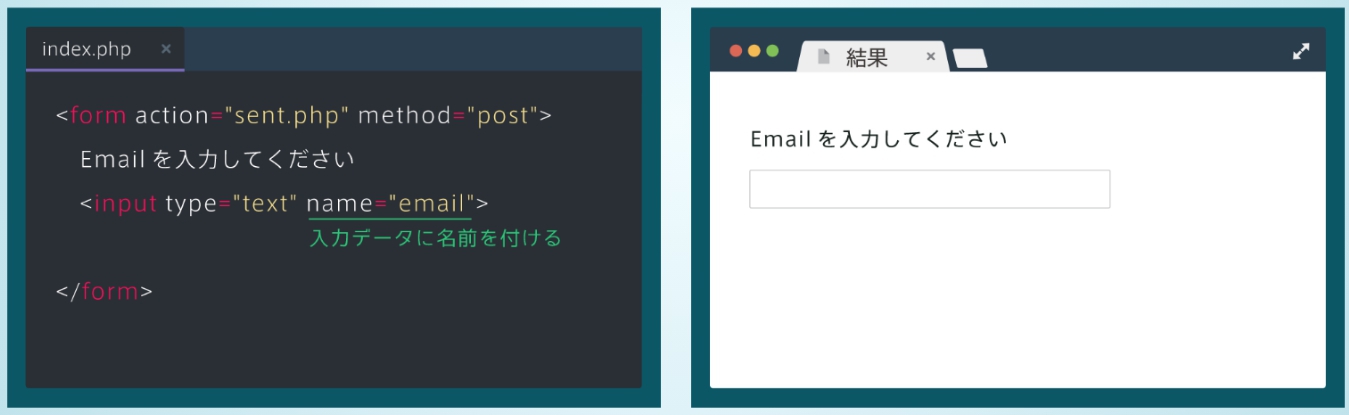 index.php ×
<form action="sent.php" method="post">
Email を入力してください
<input type="text" name="email">
入力データに名前を付ける
</form>
結果 ×
Email を入力してください